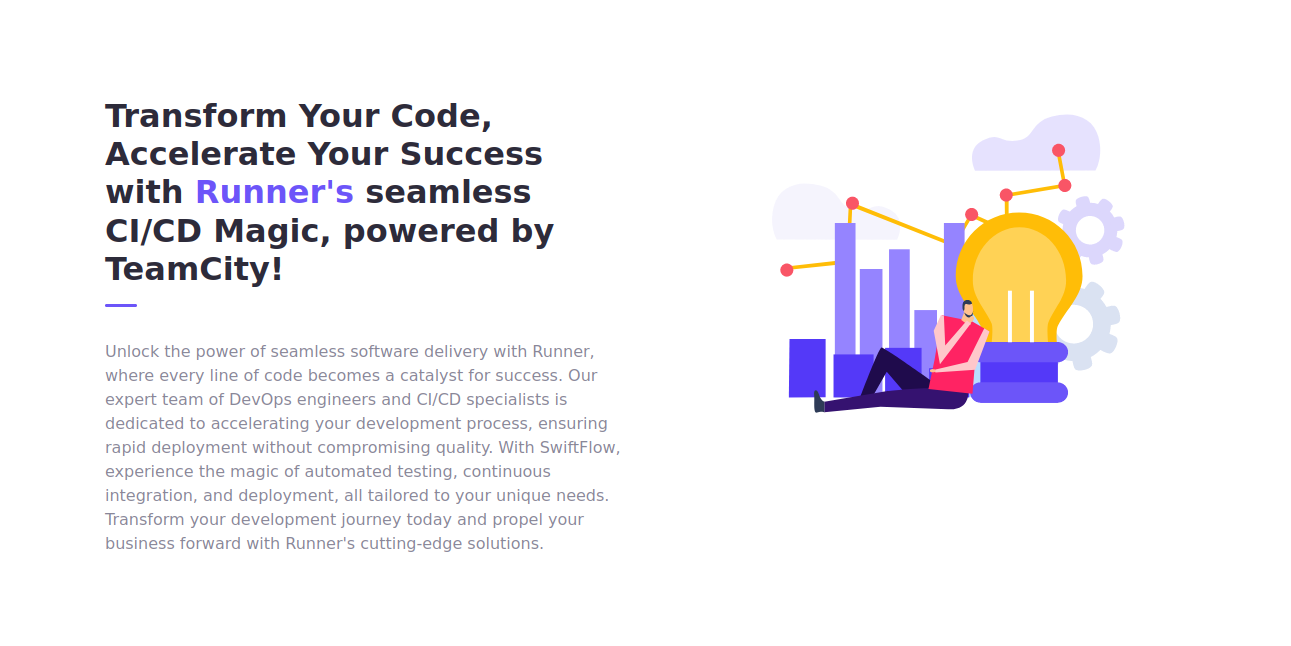 Transform Your Code,
Accelerate Your Success
with Runner's seamless
CI/CD Magic, powered by
TeamCity!
Unlock the power of seamless software delivery with Runner,
where every line of code becomes a catalyst for success. Our
expert team of DevOps engineers and CI/CD specialists is
dedicated to accelerating your development process, ensuring
rapid deployment without compromising quality. With SwiftFlow,
experience the magic of automated testing, continuous
integration, and deployment, all tailored to your unique needs.
Transform your development journey today and propel your
business forward with Runner's cutting-edge solutions.